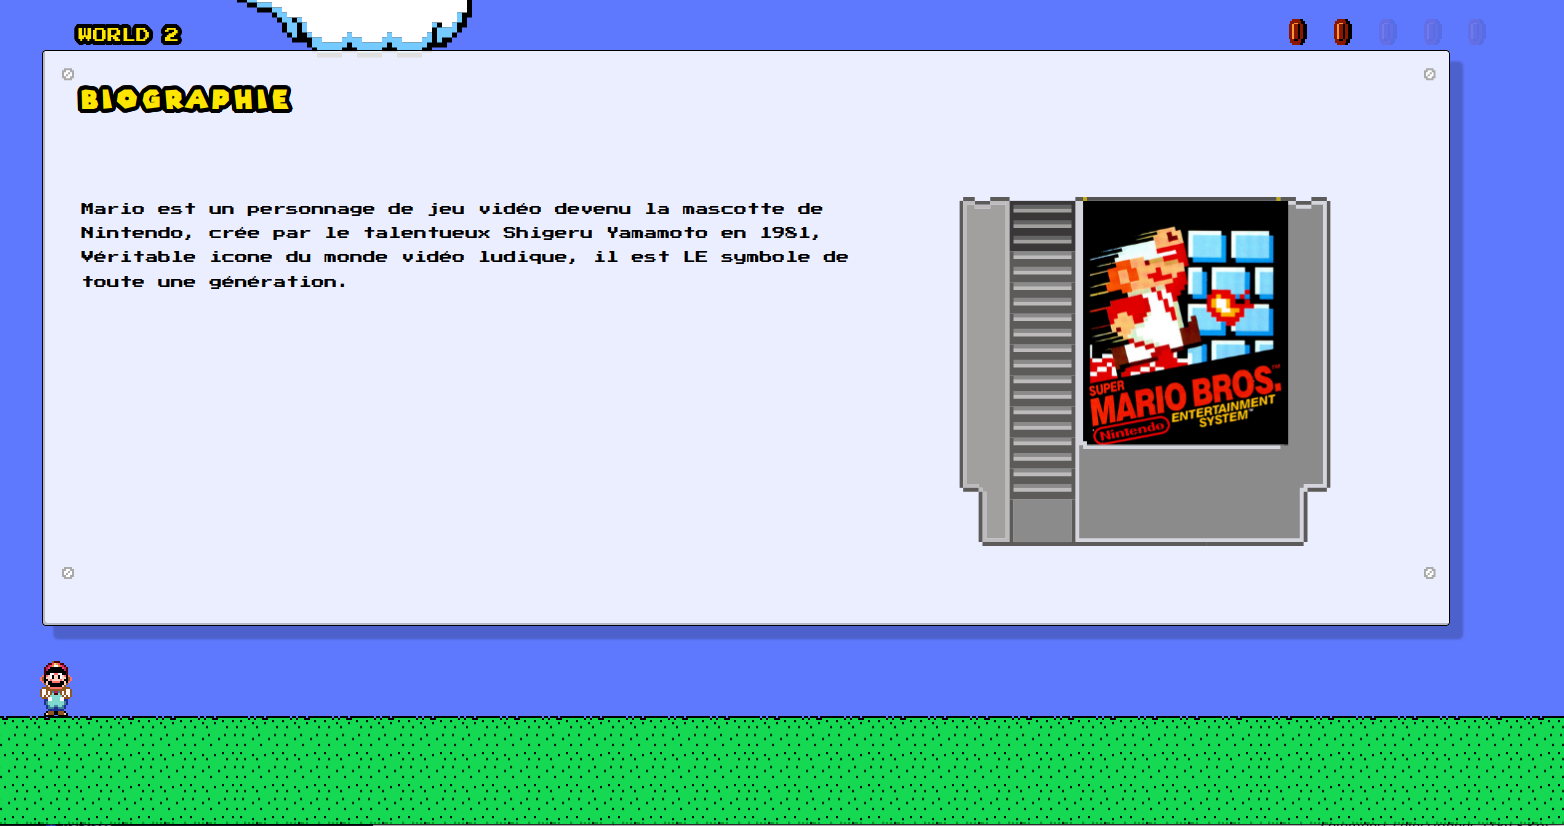 WORLD 2
BIOGRAPHIE
Mario est un personnage de jeu vidéo devenu la mascotte de
Nintendo, crée par le talentueux Shigeru Yamamoto en 1981,
Véritable icone du monde vidéo ludique, il est LE symbole de
toute une génération.
SUPER
MARIO BROS.™
Nintendo
ENTERTAINMENT
SYSTEM™